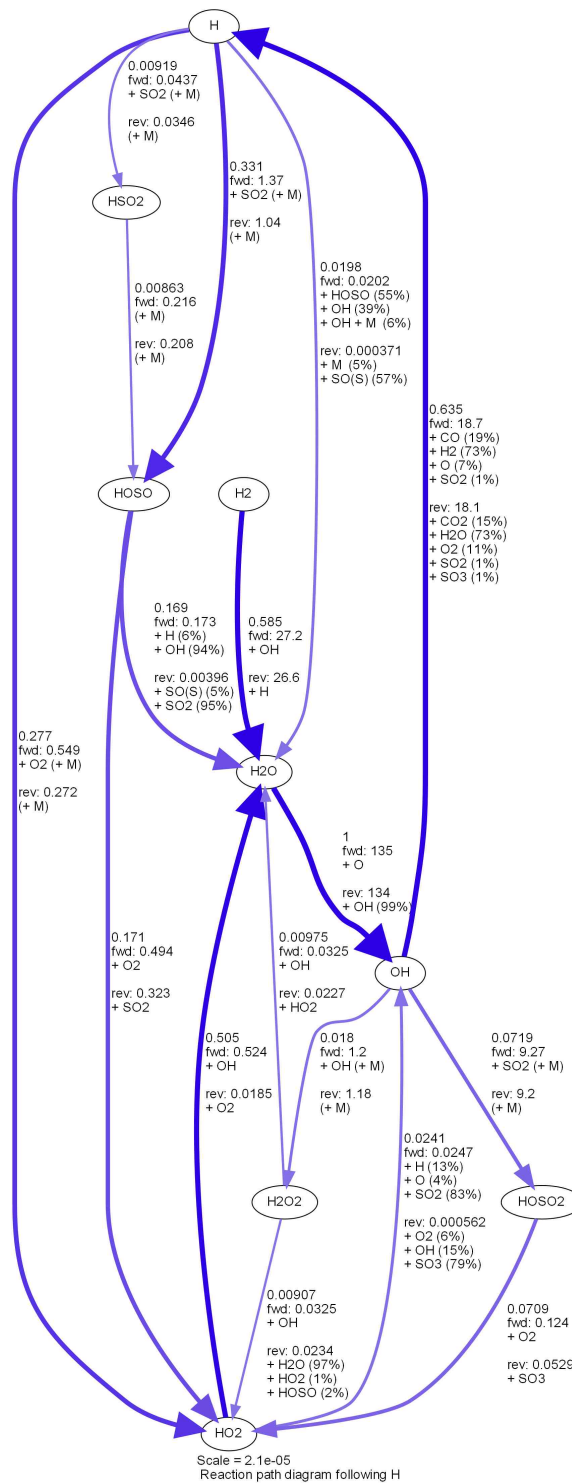 H
0.00919
fwd: 0.0437
+ SO2 (+ M)
rev: 0.0346
(+ M)
0.331
fwd: 1.37
+ SO2 (+ M)
rev: 1.04
(+ M)
HSO2
0.0198
fwd: 0.0202
+ HOSO (55%)
+ OH (39%)
+ OH + M (6%)
rev: 0.000371
+ M (5%)
+ SO(S) (57%)
0.00863
fwd: 0.216
(+ M)
rev: 0.208
(+ M)
0.635
fwd: 18.7
+ CO (19%)
+ H2 (73%)
+ O (7%)
+ SO2 (1%)
rev: 18.1
+ CO2 (15%)
+ H2O (73%)
+ O2 (11%)
+ SO2 (1%)
+ SO3 (1%)
HOSO
H2
0.169
fwd: 0.173
+ H (6%)
+ OH (94%)
rev: 0.00396
+ SO(S) (5%)
+ SO2 (95%)
0.585
fwd: 27.2
+ OH
rev: 26.6
+ H
0.277
fwd: 0.549
+ O2 (+ M)
rev: 0.272
(+ M)
H2O
1
fwd: 135
+ O
rev: 134
+ OH (99%)
0.171
fwd: 0.494
+ O2
rev: 0.323
+ SO2
0.00975
fwd: 0.0325
+ OH
rev: 0.0227
+ HO2
OH
0.505
fwd: 0.524
+ OH
rev: 0.0185
+ O2
0.018
fwd: 1.2
+ OH (+ M)
rev: 1.18
(+ M)
0.0719
fwd: 9.27
+ SO2 (+ M)
rev: 9.2
(+ M)
0.0241
fwd: 0.0247
+ H (13%)
+ O (4%)
+ SO2 (83%)
rev: 0.000562
+ O2 (6%)
+ OH (15%)
+ SO3 (79%)
H2O2
HOSO2
0.00907
fwd: 0.0325
+ OH
rev: 0.0234
+ H2O (97%)
+ HO2 (1%)
+ HOSO (2%)
0.0709
fwd: 0.124
+ O2
rev: 0.0529
+ SO3
HO2
Scale = 2.1e-05
Reaction path diagram following H